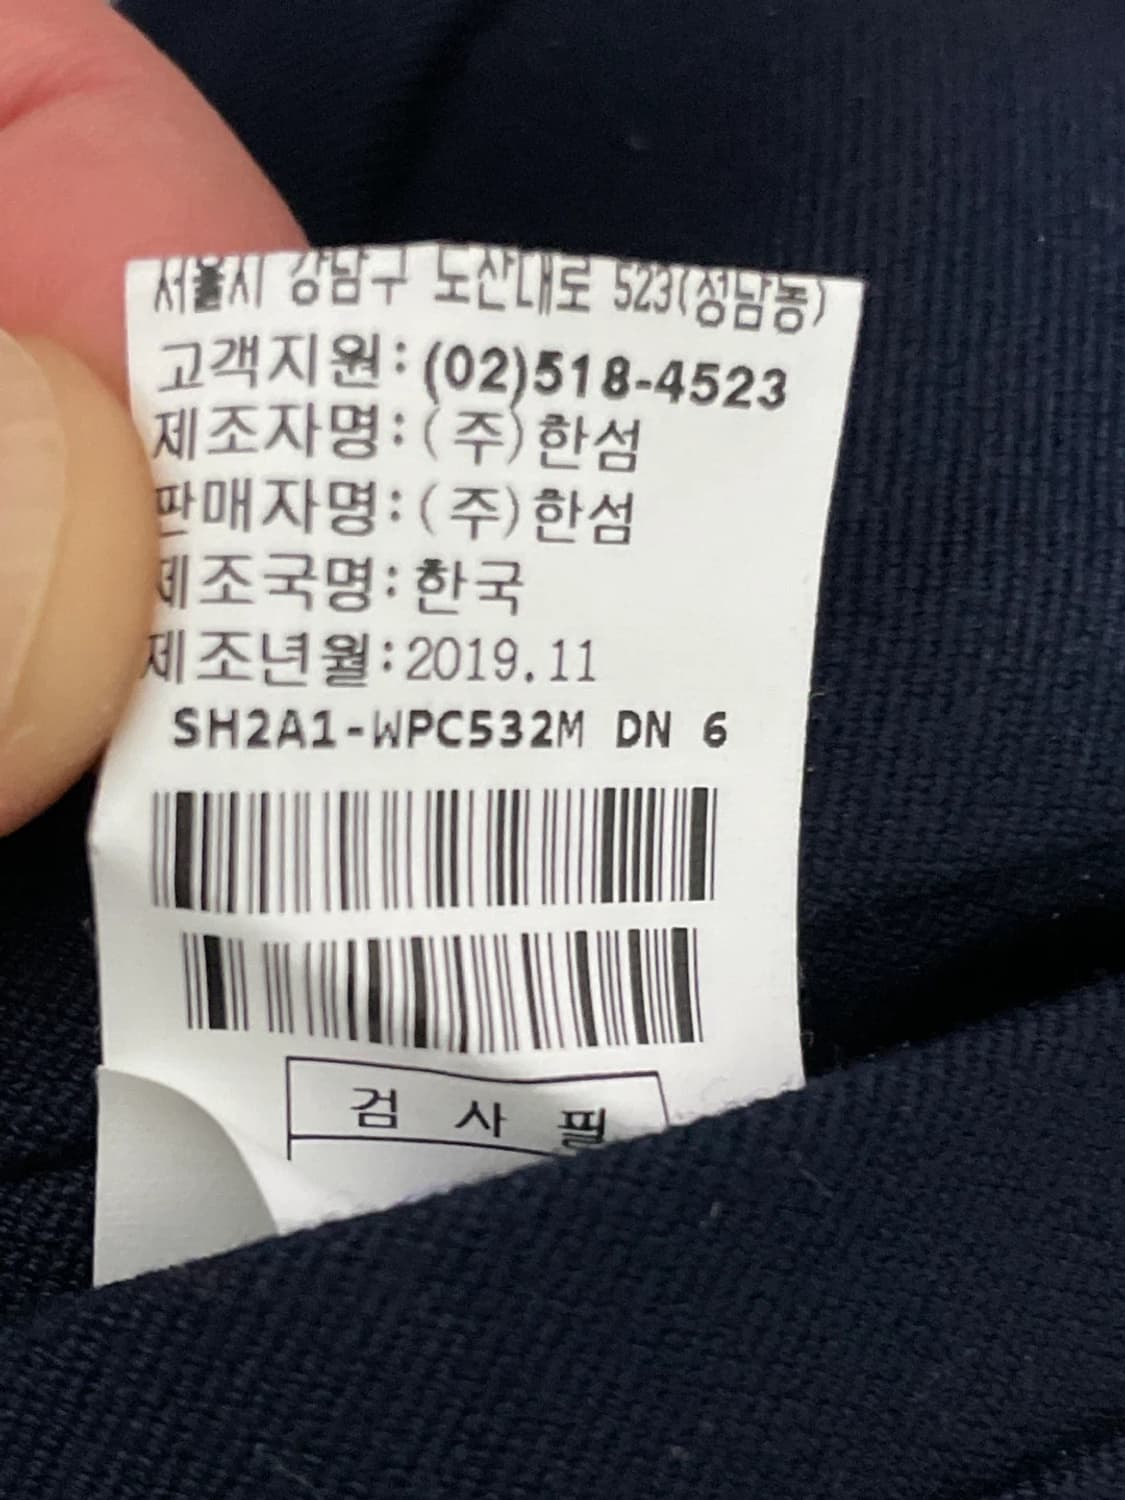 서울시 강남구 도산대로 523(청담동)
고객지원:(02)518-4523
제조자명:(주)한섬
판매자명:(주)한섬
제조국명:한국
제조년월:2019.11
SH2A1-WPC532M DN 6
검 사 필